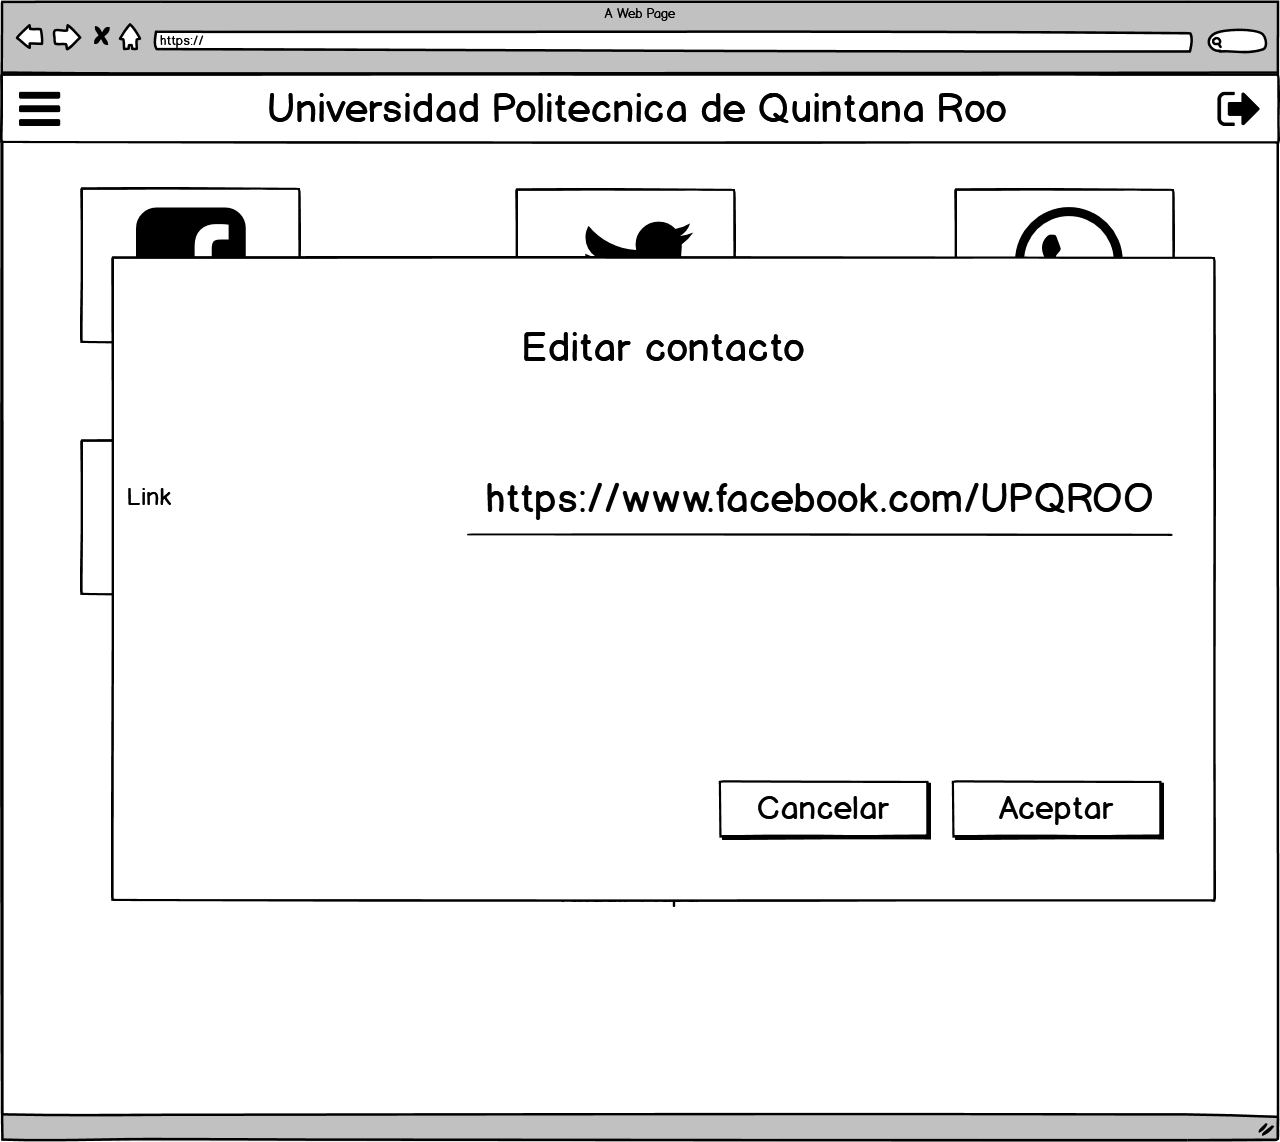 A Web Page
https://
Universidad Politecnica de Quintana Roo
Editar contacto
Link
https://www.facebook.com/UPQROO
Cancelar
Aceptar